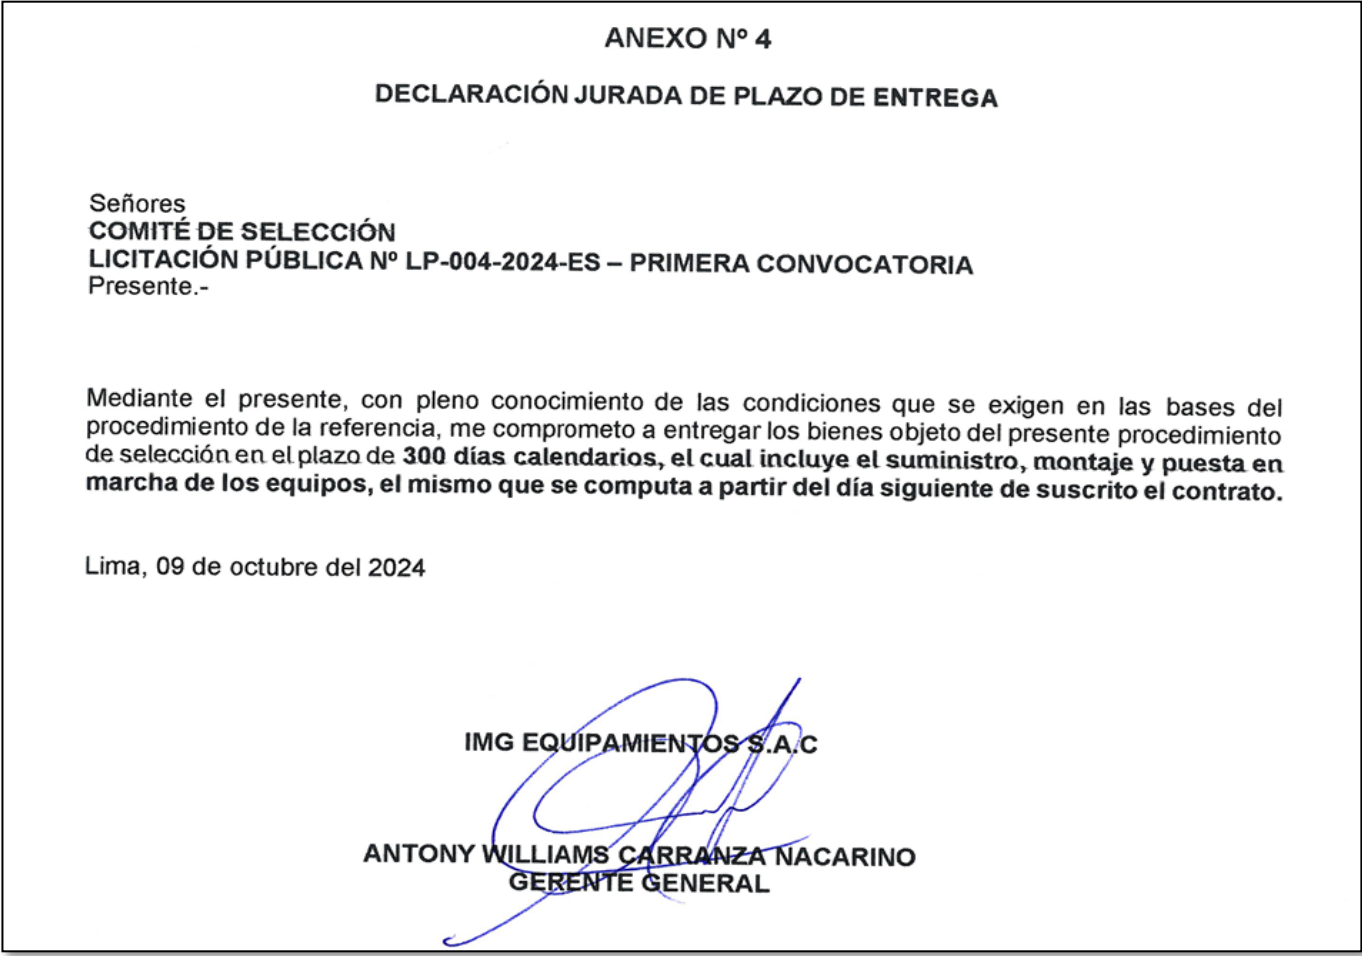 ANEXO Nº 4
DECLARACIÓN JURADA DE PLAZO DE ENTREGA
Señores
COMITÉ DE SELECCIÓN
LICITACIÓN PÚBLICA Nº LP-004-2024-ES – PRIMERA CONVOCATORIA
Presente.-
Mediante el presente, con pleno conocimiento de las condiciones que se exigen en las bases del
procedimiento de la referencia, me comprometo a entregar los bienes objeto del presente procedimiento
de selección en el plazo de 300 días calendarios, el cual incluye el suministro, montaje y puesta en
marcha de los equipos, el mismo que se computa a partir del día siguiente de suscrito el contrato.
Lima, 09 de octubre del 2024
IMG EQUIPAMIENTOS S.A.C
ANTONY WILLIAMS CARRANZA NACARINO
GERENTE GENERAL